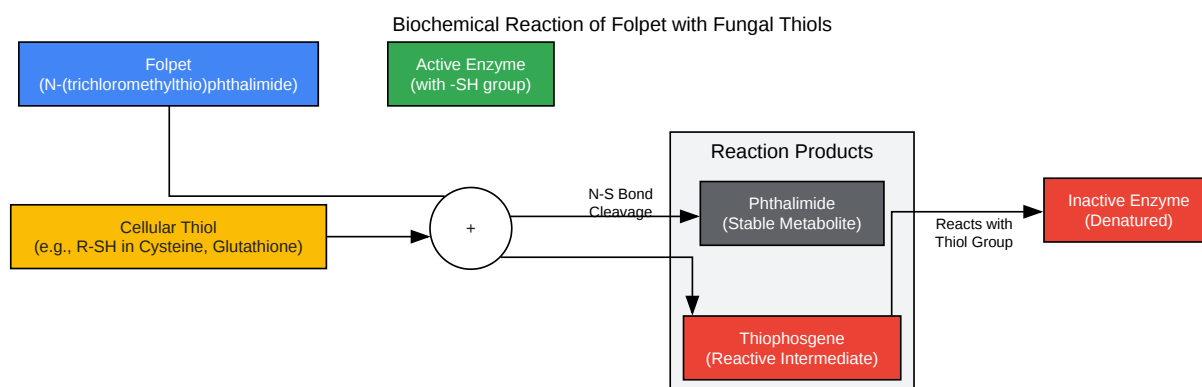 Biochemical Reaction of Folpet with Fungal Thiols
Folpet
(N-(trichloromethylthio)phthalimide)
Active Enzyme
(with -SH group)
Reaction Products
N-S Bond
Cleavage
Phthalimide
(Stable Metabolite)
Inactive Enzyme
(Denatured)
Cellular Thiol
(e.g., R-SH in Cysteine, Glutathione)
+
Reacts with
Thiol Group
Thiophosgene
(Reactive Intermediate)